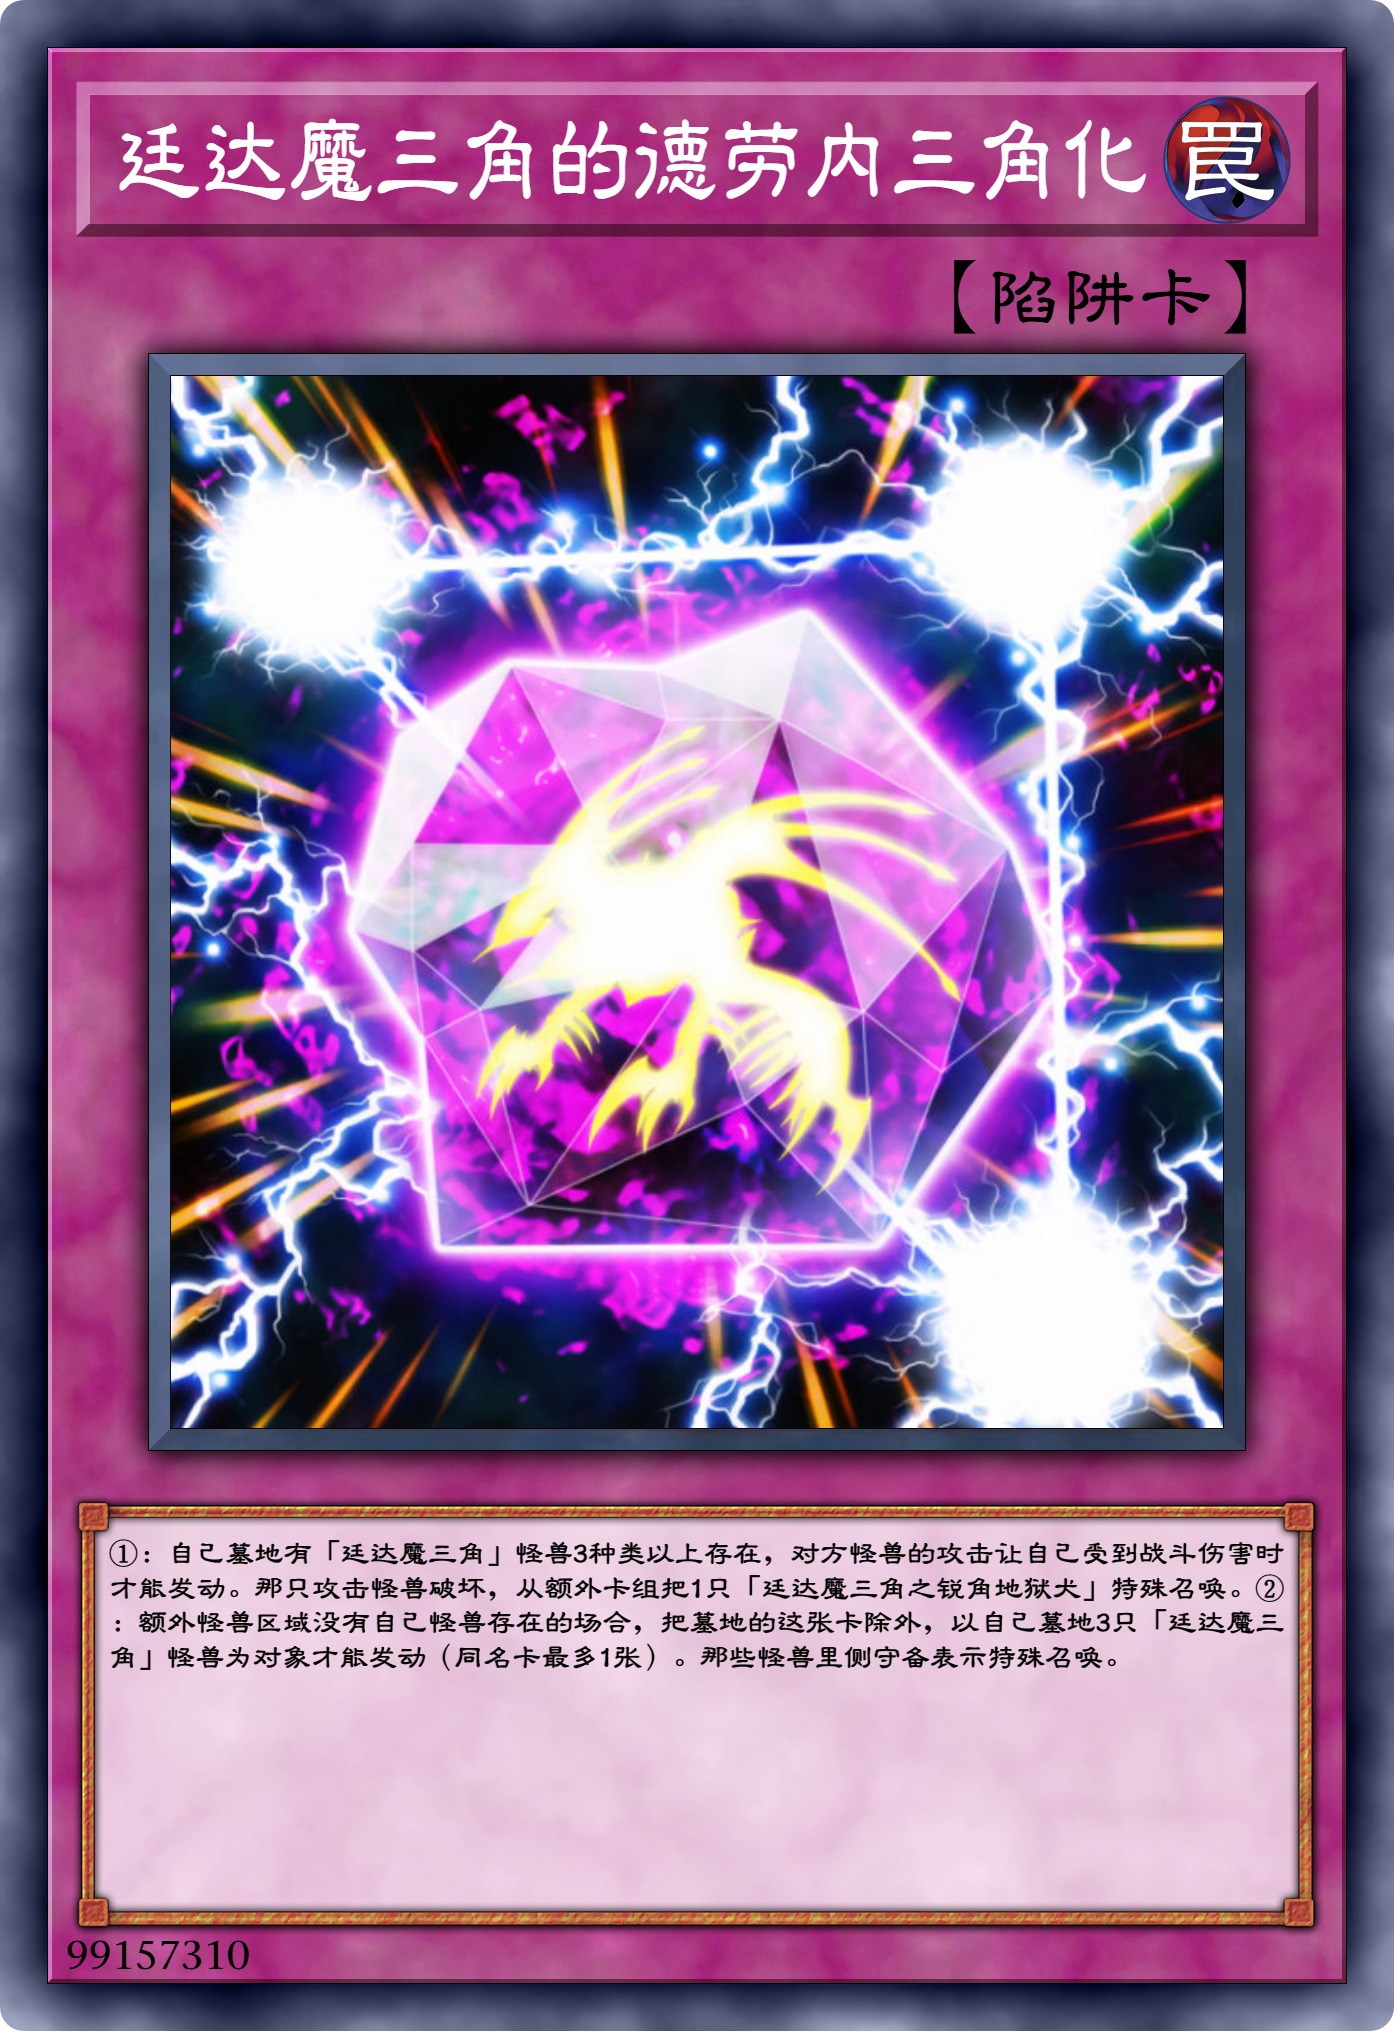 廷达魔三角的德劳内三角化 罠
【陷阱卡】
①：自己墓地有「廷达魔三角」怪兽3种类以上存在，对方怪兽的攻击让自己受到战斗伤害时
才能发动。那只攻击怪兽破坏，从额外卡组把1只「廷达魔三角之锐角地狱犬」特殊召唤。②
：额外怪兽区域没有自己怪兽存在的场合，把墓地的这张卡除外，以自己墓地3只「廷达魔三
角」怪兽为对象才能发动（同名卡最多1张）。那些怪兽里侧守备表示特殊召唤。
99157310